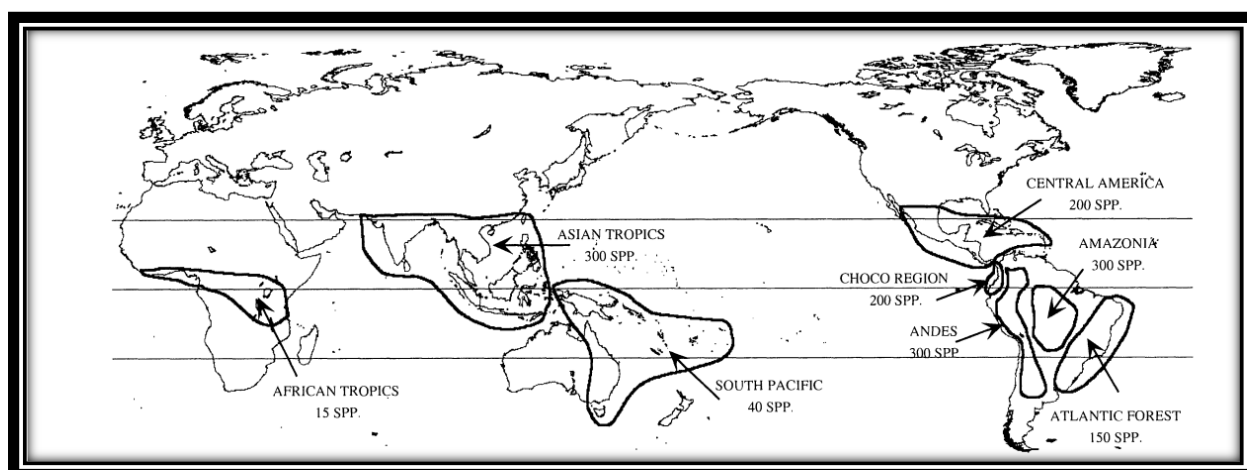 CENTRAL AMERICA
200 SPP.
ASIAN TROPICS
300 SPP.
AMAZONIA
300 SPP.
CHOCO REGION
200 SPP.
ANDES
300 SPP
AFRICAN TROPICS
15 SPP.
SOUTH PACIFIC
40 SPP.
ATLANTIC FOREST
150 SPP.